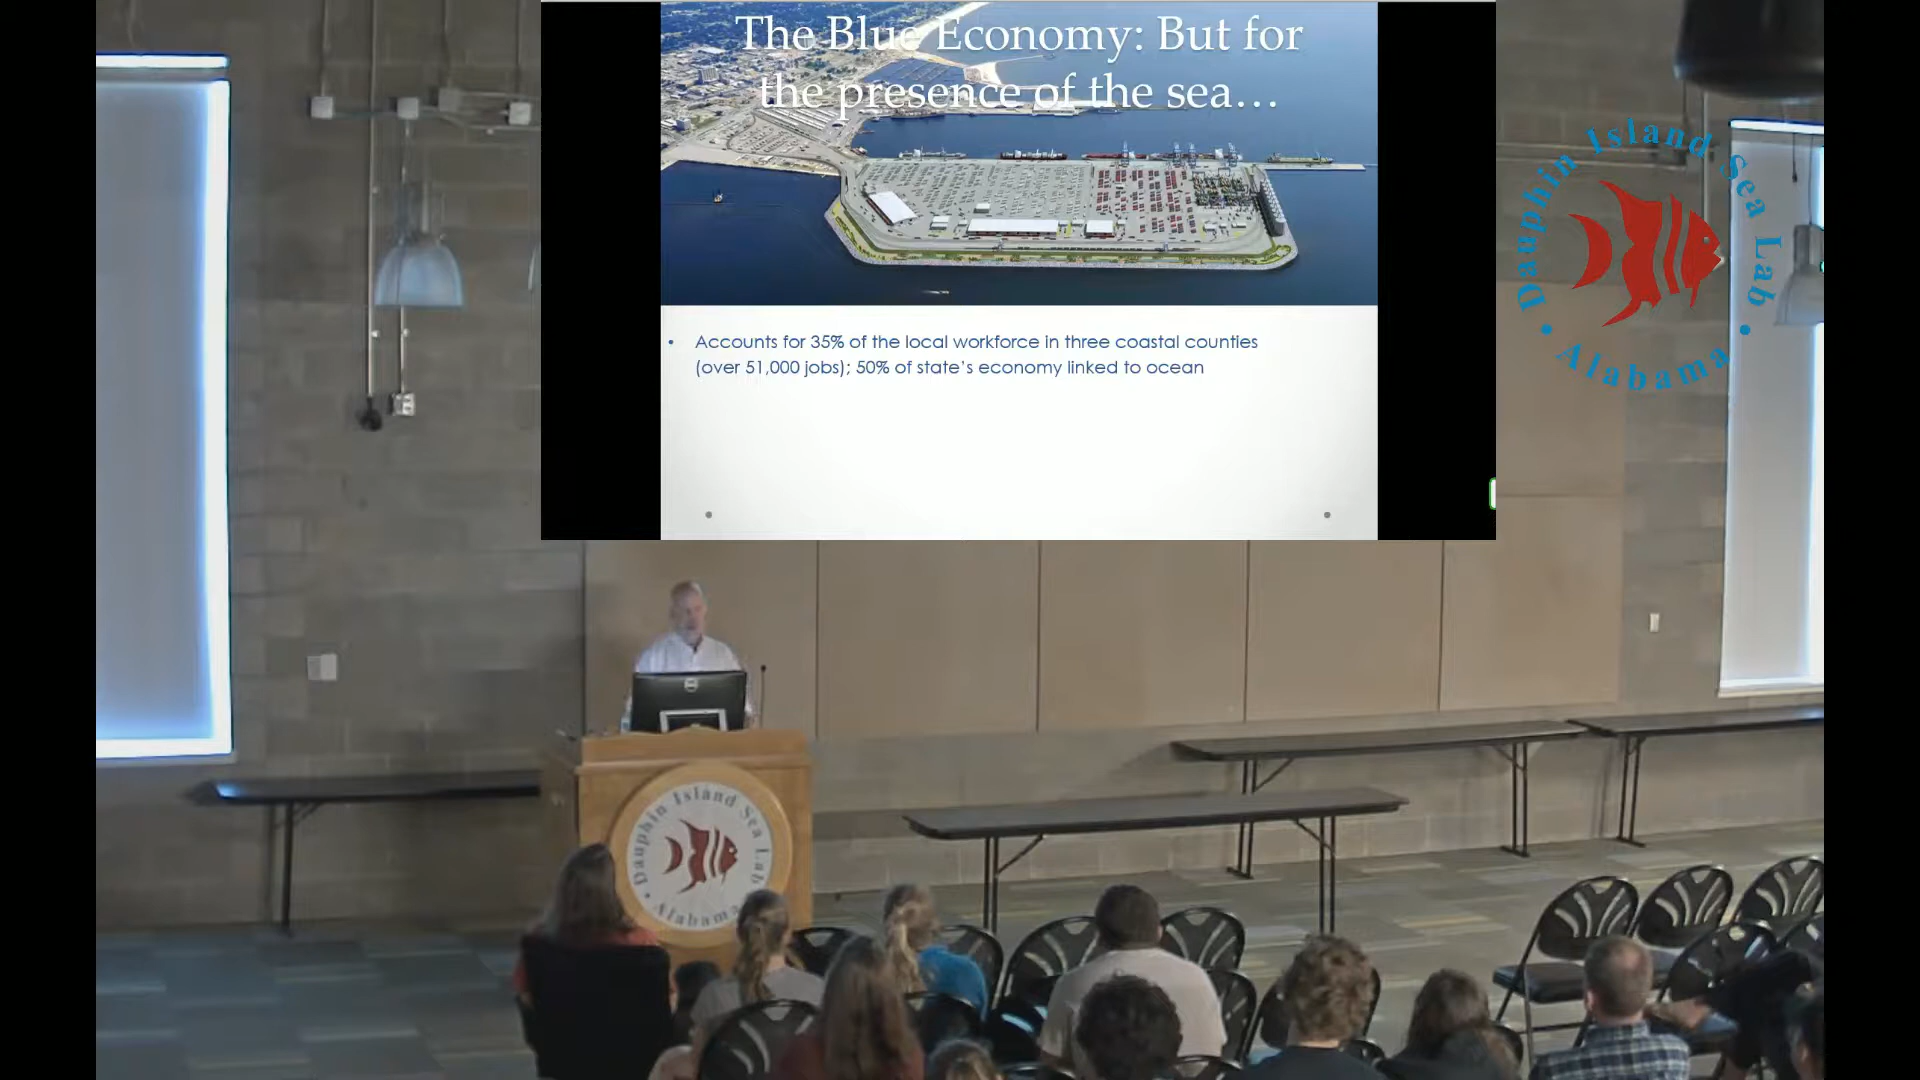 The Blue Economy: But for
the presence of the sea…
• Accounts for 35% of the local workforce in three coastal counties
(over 51,000 jobs); 50% of state's economy linked to ocean
Dauphin Island Sea Lab
• Alabama •
Dauphin Island Sea Lab
• Alabama •
DELL